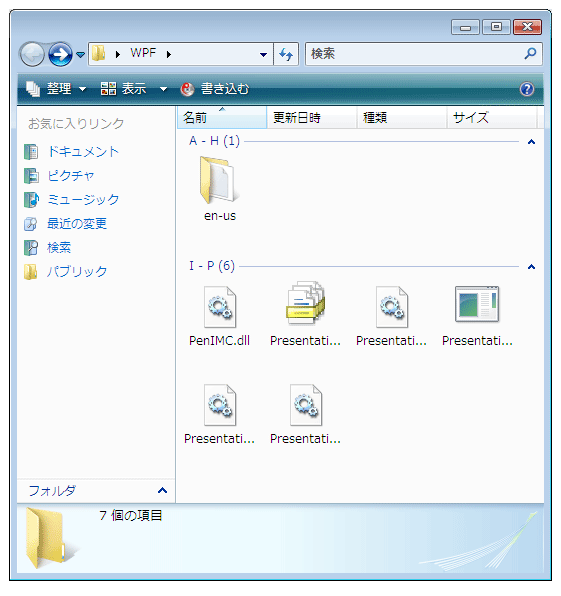 WPF
検索
整理
表示
書き込む
お気に入りリンク
名前
更新日時
種類
サイズ
ドキュメント
ピクチャ
ミュージック
最近の変更
検索
パブリック
A - H (1)
en-us
I - P (6)
PenIMC.dll
Presentati...
Presentati...
Presentati...
Presentati...
Presentati...
フォルダ
7 個の項目